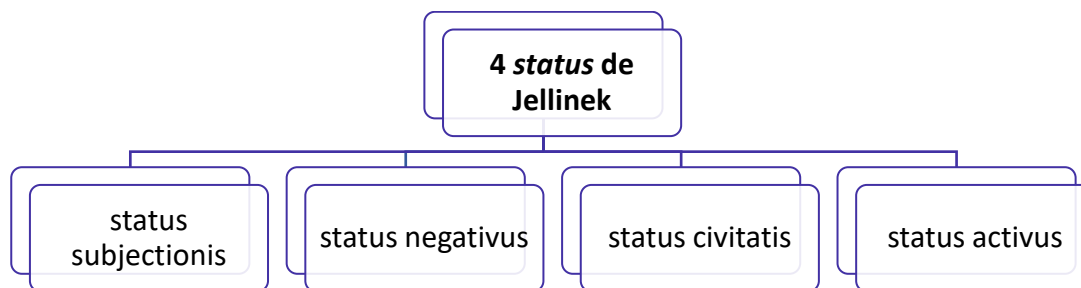 4 status de
Jellinek
status
subjectionis
status negativus
status civitatis
status activus